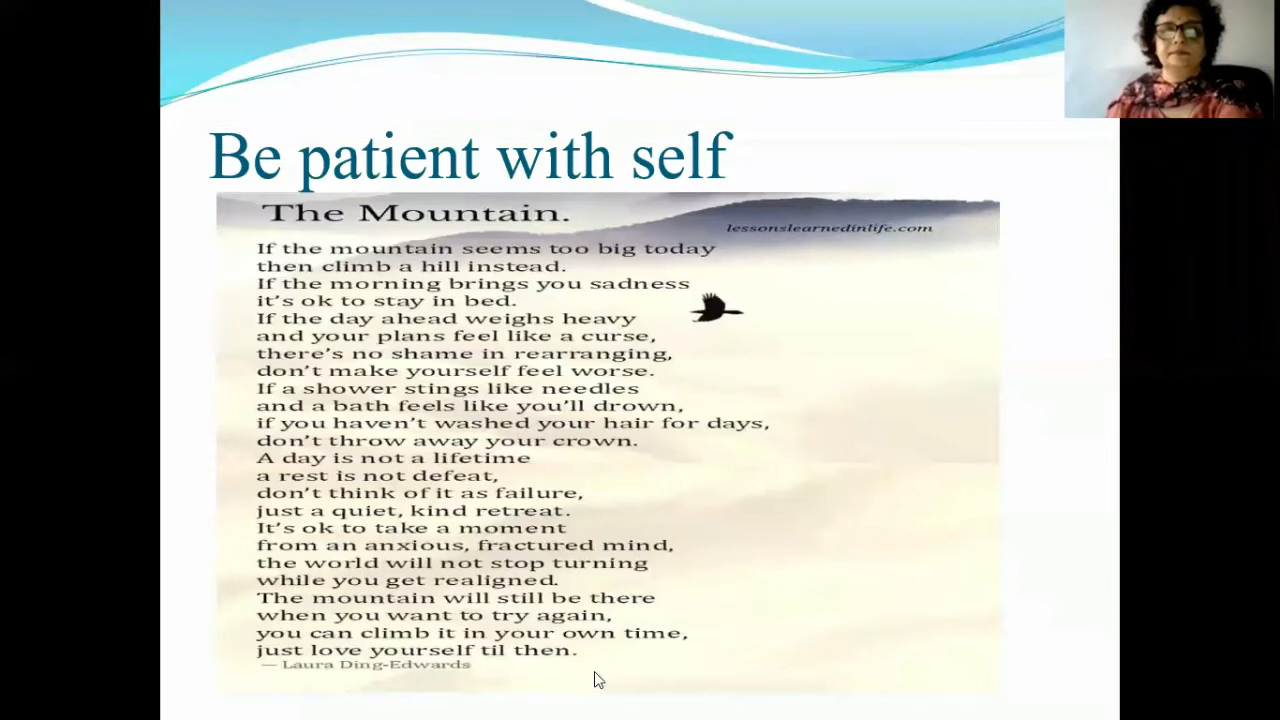 Be patient with self
The Mountain.
lessonslearnedinlife.com
If the mountain seems too big today
then climb a hill instead.
If the morning brings you sadness
it's ok to stay in bed.
If the day ahead weighs heavy
and your plans feel like a curse,
there's no shame in rearranging,
don't make yourself feel worse.
If a shower stings like needles
and a bath feels like you'll drown,
if you haven't washed your hair for days,
don't throw away your crown.
A day is not a lifetime
a rest is not defeat,
don't think of it as failure,
just a quiet, kind retreat.
It's ok to take a moment
from an anxious, fractured mind,
the world will not stop turning
while you get realigned.
The mountain will still be there
when you want to try again,
you can climb it in your own time,
just love yourself til then.
— Laura Ding-Edwards